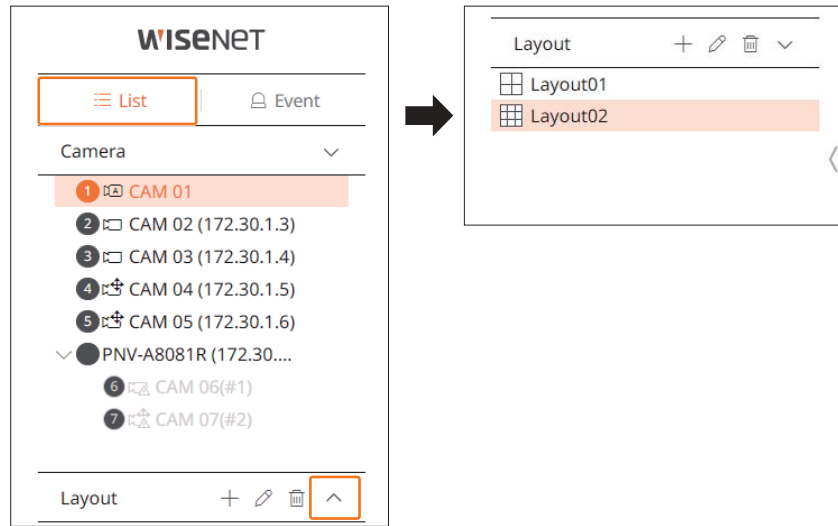 WISENET
List
Event
Camera
1 A CAM 01
2 CAM 02 (172.30.1.3)
3 CAM 03 (172.30.1.4)
4 CAM 04 (172.30.1.5)
5 CAM 05 (172.30.1.6)
PNV-A8081R (172.30....
6 CAM 06(#1)
7 CAM 07(#2)
Layout
Layout
Layout01
Layout02